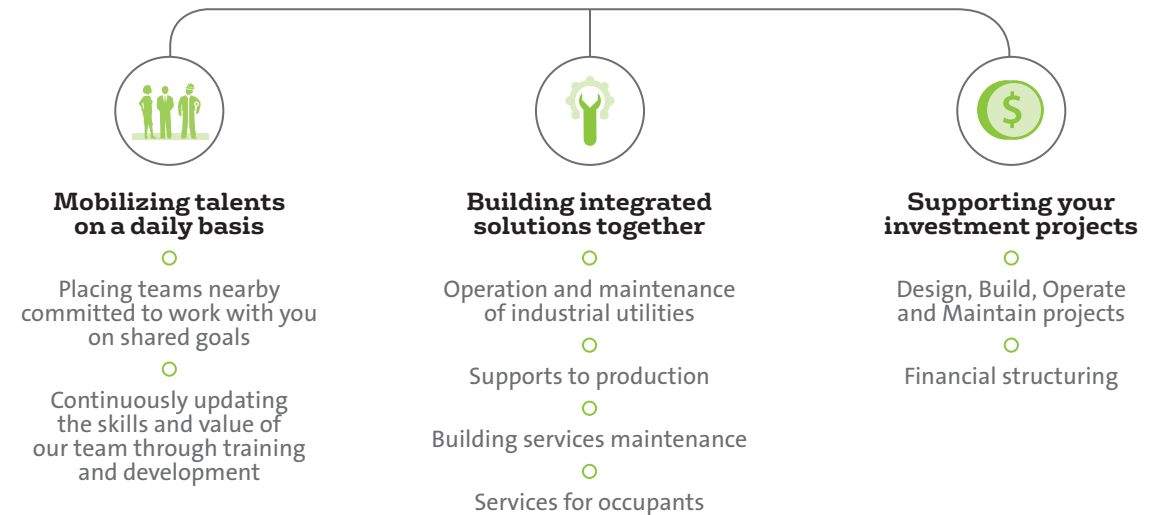 $
Mobilizing talents
on a daily basis
Placing teams nearby
committed to work with you
on shared goals
Continuously updating
the skills and value of
our team through training
and development
Building integrated
solutions together
Operation and maintenance
of industrial utilities
Supports to production
Building services maintenance
Services for occupants
Supporting your
investment projects
Design, Build, Operate
and Maintain projects
Financial structuring